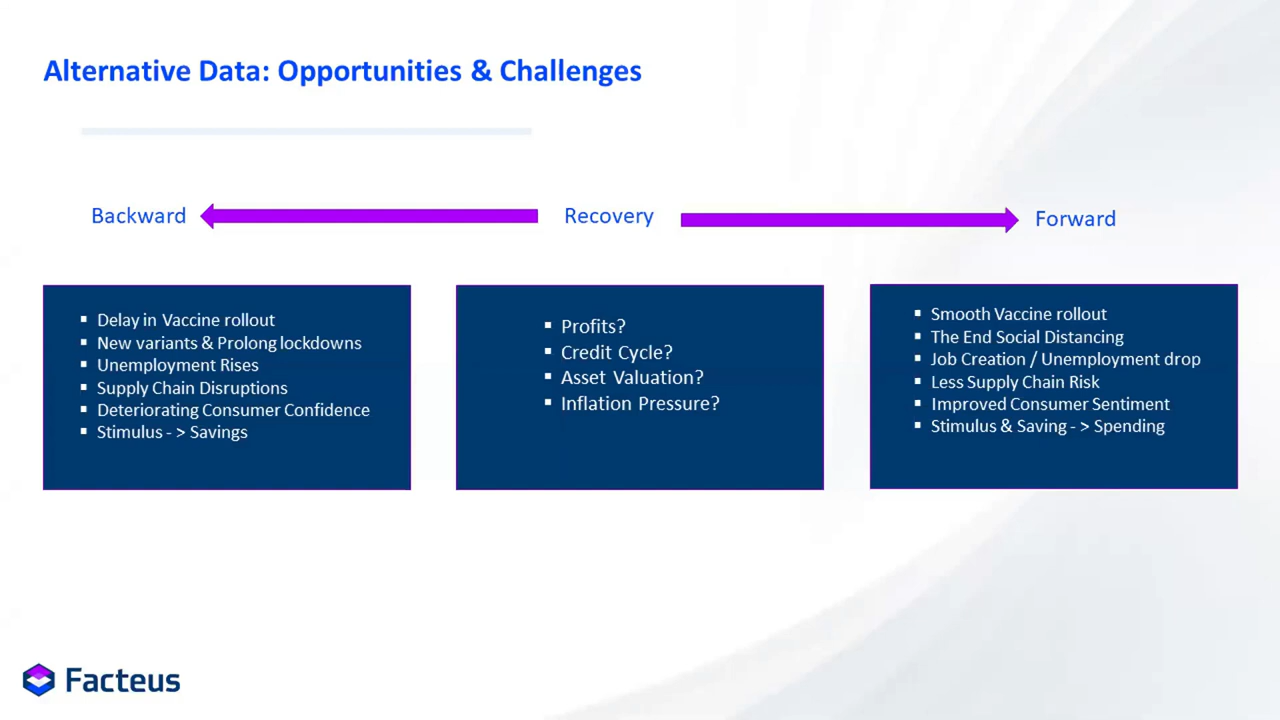 Alternative Data: Opportunities & Challenges
Backward
Recovery
Forward
▪ Delay in Vaccine rollout
▪ New variants & Prolong lockdowns
▪ Unemployment Rises
▪ Supply Chain Disruptions
▪ Deteriorating Consumer Confidence
▪ Stimulus - > Savings
▪ Profits?
▪ Credit Cycle?
▪ Asset Valuation?
▪ Inflation Pressure?
▪ Smooth Vaccine rollout
▪ The End Social Distancing
▪ Job Creation / Unemployment drop
▪ Less Supply Chain Risk
▪ Improved Consumer Sentiment
▪ Stimulus & Saving - > Spending
Facteus